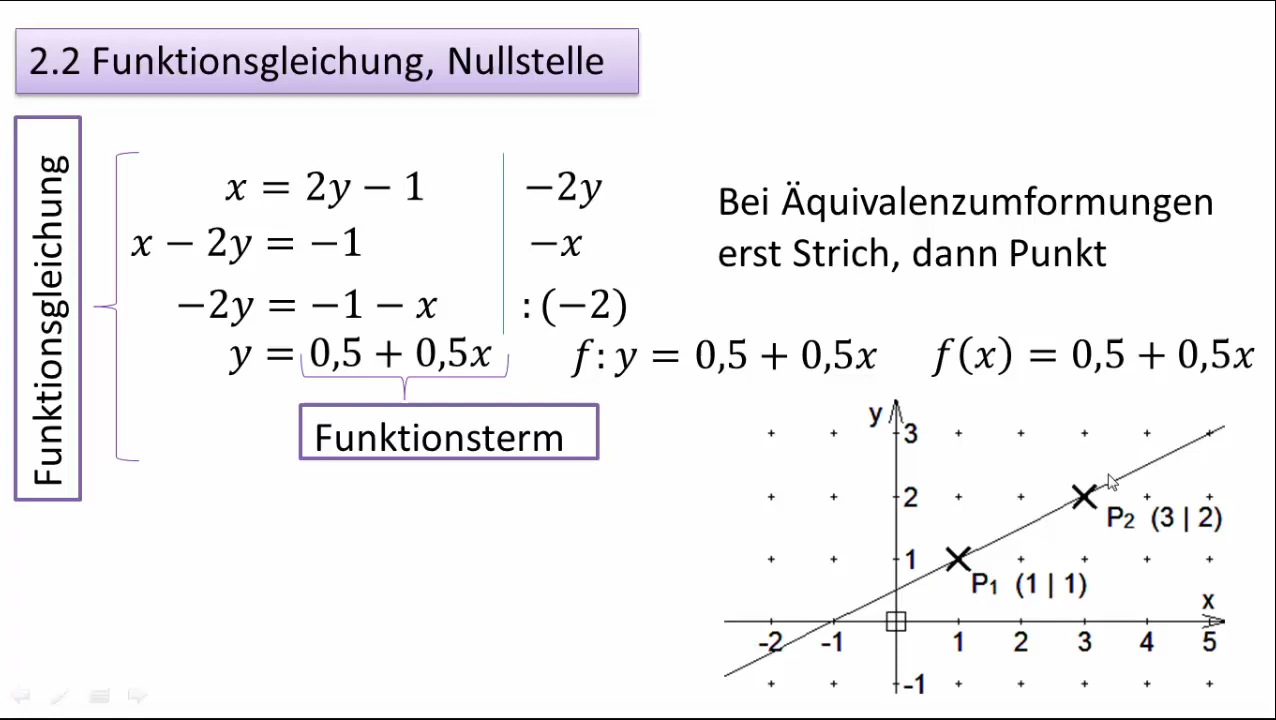 2.2 Funktionsgleichung, Nullstelle
Funktionsgleichung
x = 2y − 1 −2y
x − 2y = −1 −x
−2y = −1 − x :(−2)
y = 0,5 + 0,5x
Funktionsterm
Bei Äquivalenzumformungen
erst Strich, dann Punkt
f: y = 0,5 + 0,5x f(x) = 0,5 + 0,5x
y
3
2
P2 (3 | 2)
1
P1 (1 | 1)
x
-2 -1 1 2 3 4 5
-1